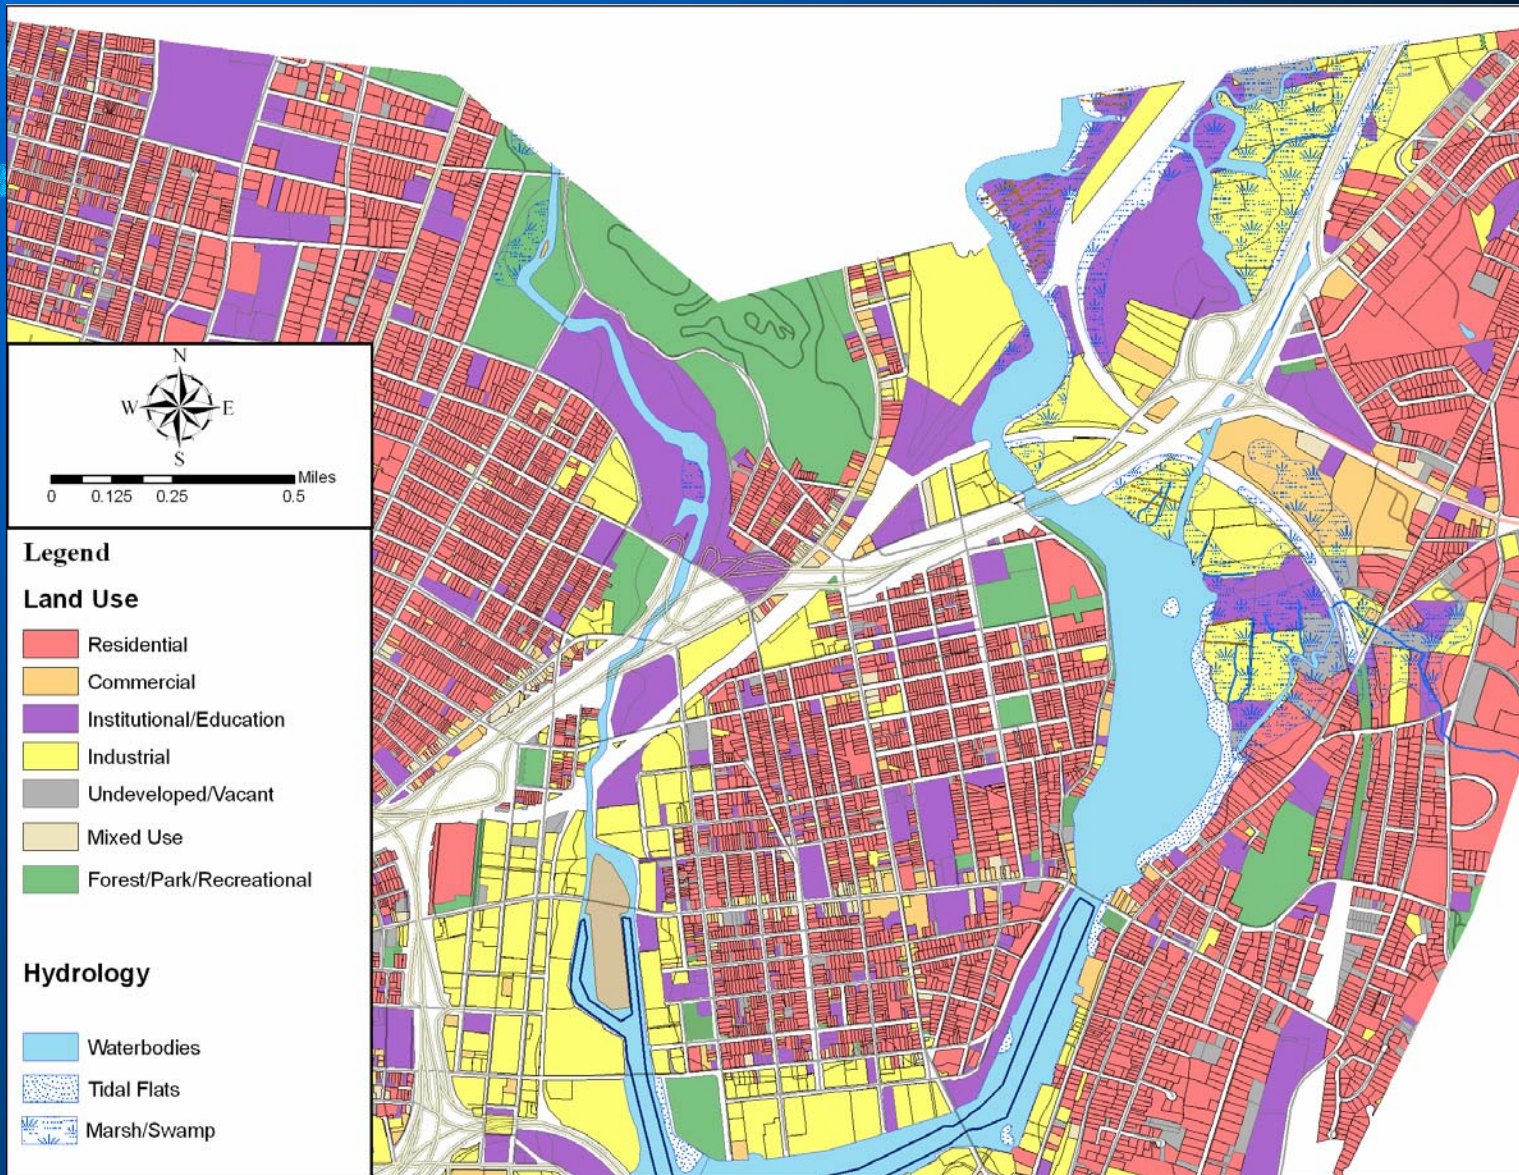 N
W E
S
Miles
0 0.125 0.25 0.5
Legend
Land Use
Residential
Commercial
Institutional/Education
Industrial
Undeveloped/Vacant
Mixed Use
Forest/Park/Recreational
Hydrology
Waterbodies
Tidal Flats
Marsh/Swamp